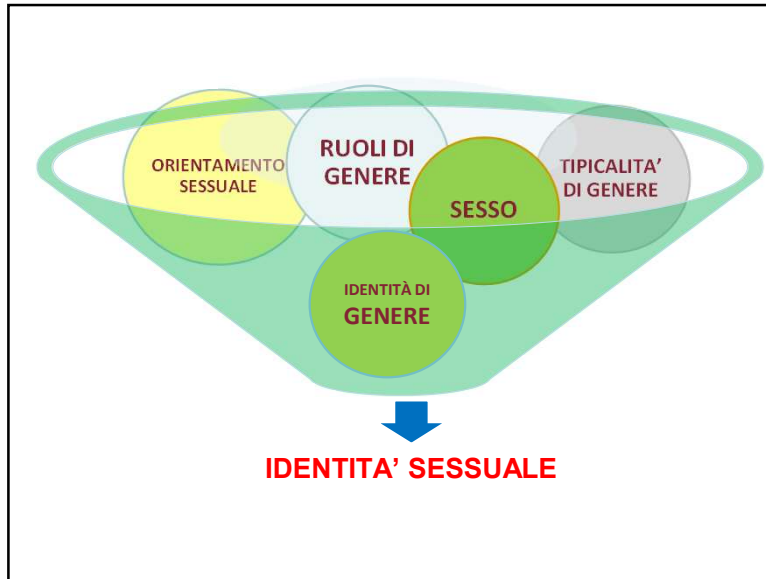 ORIENTAMENTO
SESSUALE
RUOLI DI
GENERE
SESSO
TIPICALITA’
DI GENERE
IDENTITÀ DI
GENERE
IDENTITA’ SESSUALE